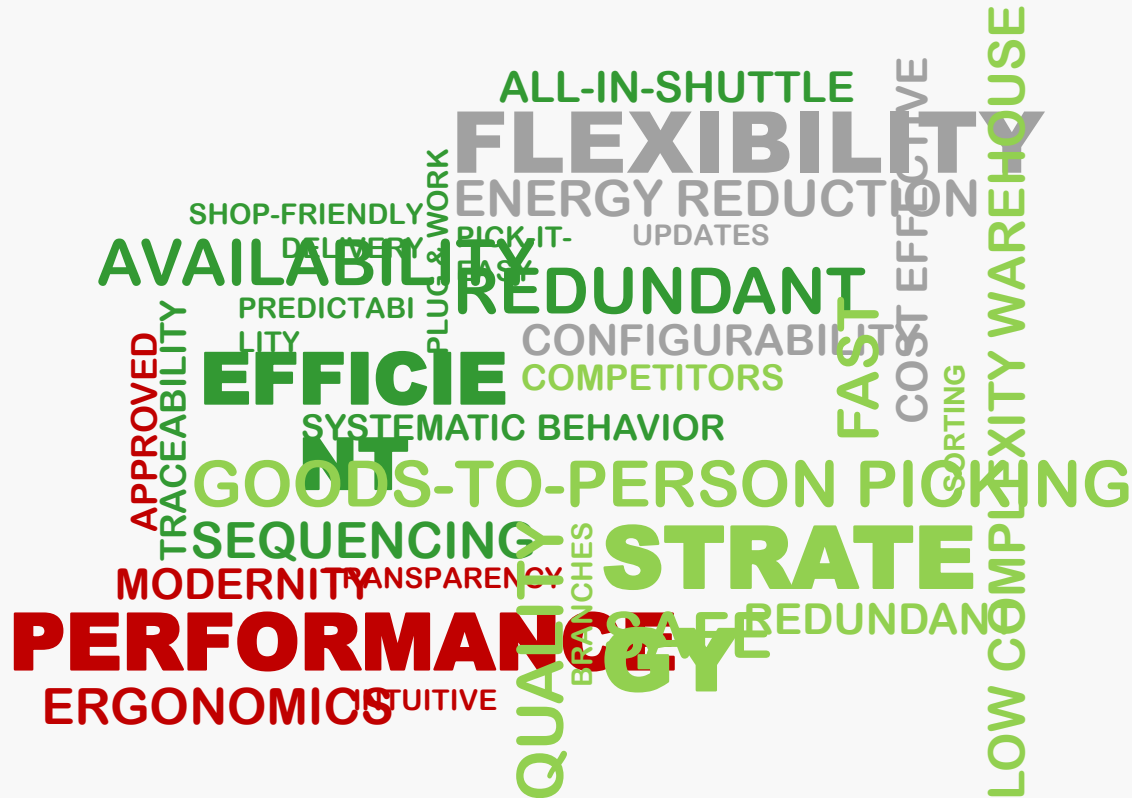 ALL-IN-SHUTTLE
FLEXIBILITY
ENERGY REDUCTION
UPDATES
COST EFFECTIVE
LOW COMPLEXITY WAREHOUSE
PLUG & WORK
SHOP-FRIENDLY
DELIVERY
AVAILABILITY
PICK-IT-
EASY
REDUNDANT
PREDICTABI
LITY
CONFIGURABILITY
COMPETITORS
FAST
SORTING
APPROVED
TRACEABILITY
EFFICIE
NT
SYSTEMATIC BEHAVIOR
GOODS-TO-PERSON PICKING
SEQUENCING
STRATE
GY
MODERNITY
TRANSPARENCY
QUALITY
BRANCHES
SAFE
REDUNDANT
PERFORMANCE
ERGONOMICS
INTUITIVE